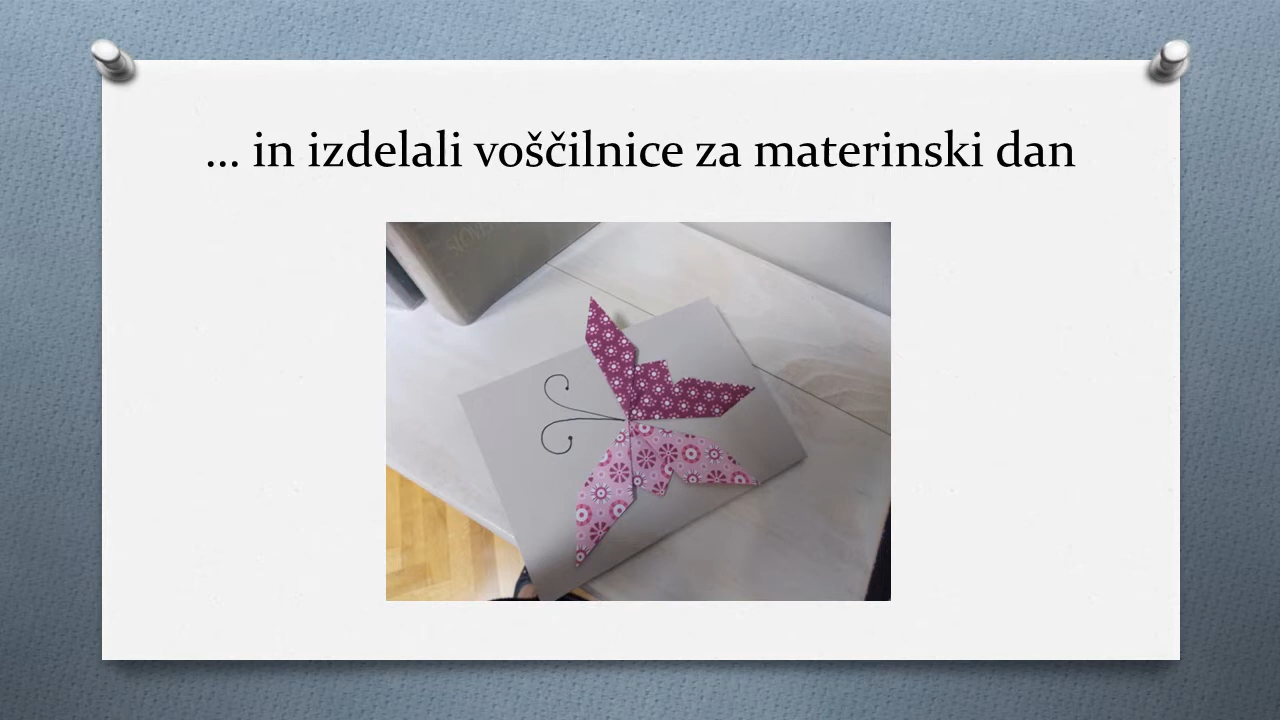 ... in izdelali voščilnice za materinski dan